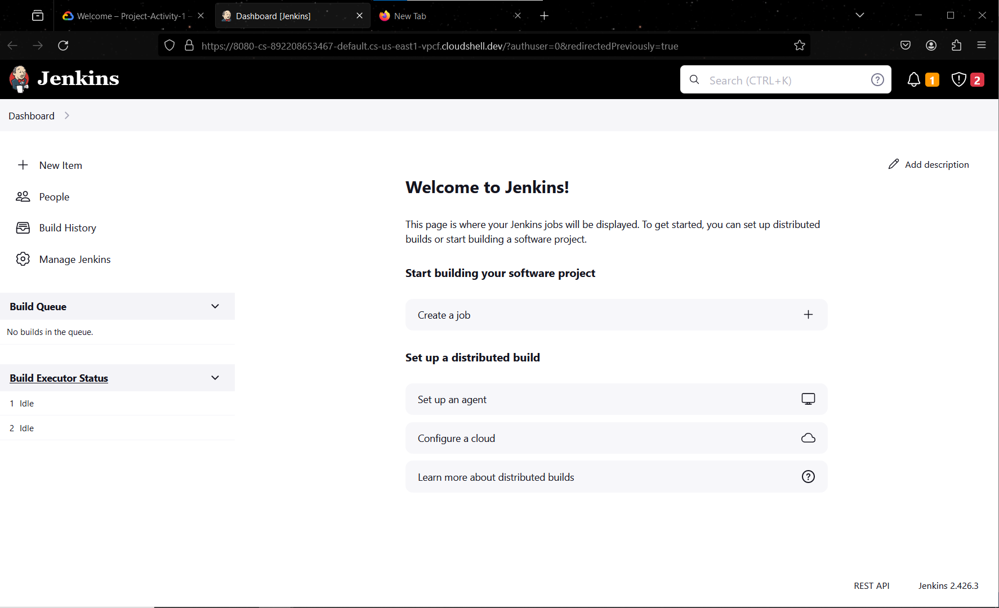 Welcome – Project-Activity-1 –
Dashboard [Jenkins]
New Tab
https://8080-cs-892208653467-default.cs-us-east1-vpcf.cloudshell.dev/?authuser=0&redirectedPreviously=true
Jenkins
Search (CTRL+K)
1
2
Dashboard
New Item
People
Build History
Manage Jenkins
Build Queue
No builds in the queue.
Build Executor Status
1 Idle
2 Idle
Add description
Welcome to Jenkins!
This page is where your Jenkins jobs will be displayed. To get started, you can set up distributed
builds or start building a software project.
Start building your software project
Create a job
Set up a distributed build
Set up an agent
Configure a cloud
Learn more about distributed builds
REST API
Jenkins 2.426.3